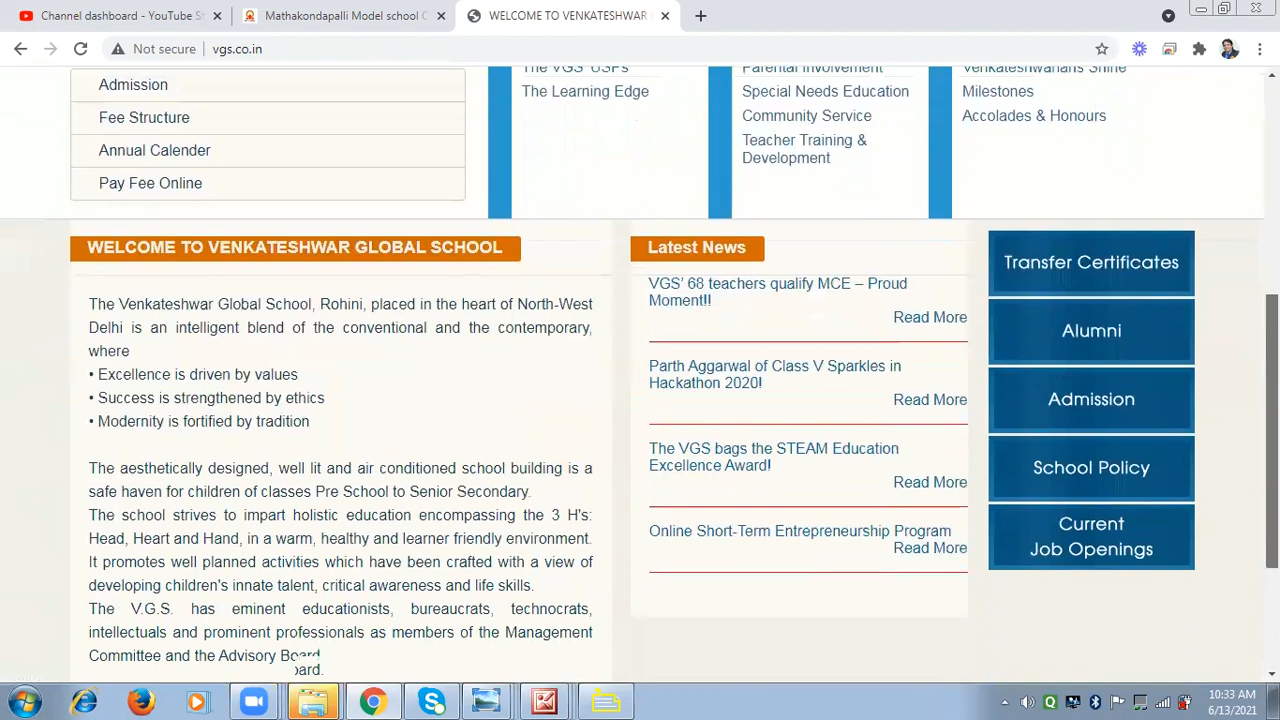 Channel dashboard - YouTube St
Mathakondapalli Model school C
WELCOME TO VENKATESHWAR
Not secure
vgs.co.in
Admission
Fee Structure
Annual Calender
Pay Fee Online
The VGS' USPs
The Learning Edge
Parental Involvement
Special Needs Education
Community Service
Teacher Training &
Development
Venkateshwarians Shine
Milestones
Accolades & Honours
WELCOME TO VENKATESHWAR GLOBAL SCHOOL
The Venkateshwar Global School, Rohini, placed in the heart of North-West
Delhi is an intelligent blend of the conventional and the contemporary,
where
• Excellence is driven by values
• Success is strengthened by ethics
• Modernity is fortified by tradition
The aesthetically designed, well lit and air conditioned school building is a
safe haven for children of classes Pre School to Senior Secondary.
The school strives to impart holistic education encompassing the 3 H's:
Head, Heart and Hand, in a warm, healthy and learner friendly environment.
It promotes well planned activities which have been crafted with a view of
developing children's innate talent, critical awareness and life skills.
The V.G.S. has eminent educationists, bureaucrats, technocrats,
intellectuals and prominent professionals as members of the Management
Committee and the Advisory Board.
oard.
Latest News
VGS' 68 teachers qualify MCE – Proud
Moment!!
Read More
Parth Aggarwal of Class V Sparkles in
Hackathon 2020!
Read More
The VGS bags the STEAM Education
Excellence Award!
Read More
Online Short-Term Entrepreneurship Program
Read More
Transfer Certificates
Alumni
Admission
School Policy
Current
Job Openings
10:33 AM
6/13/2021